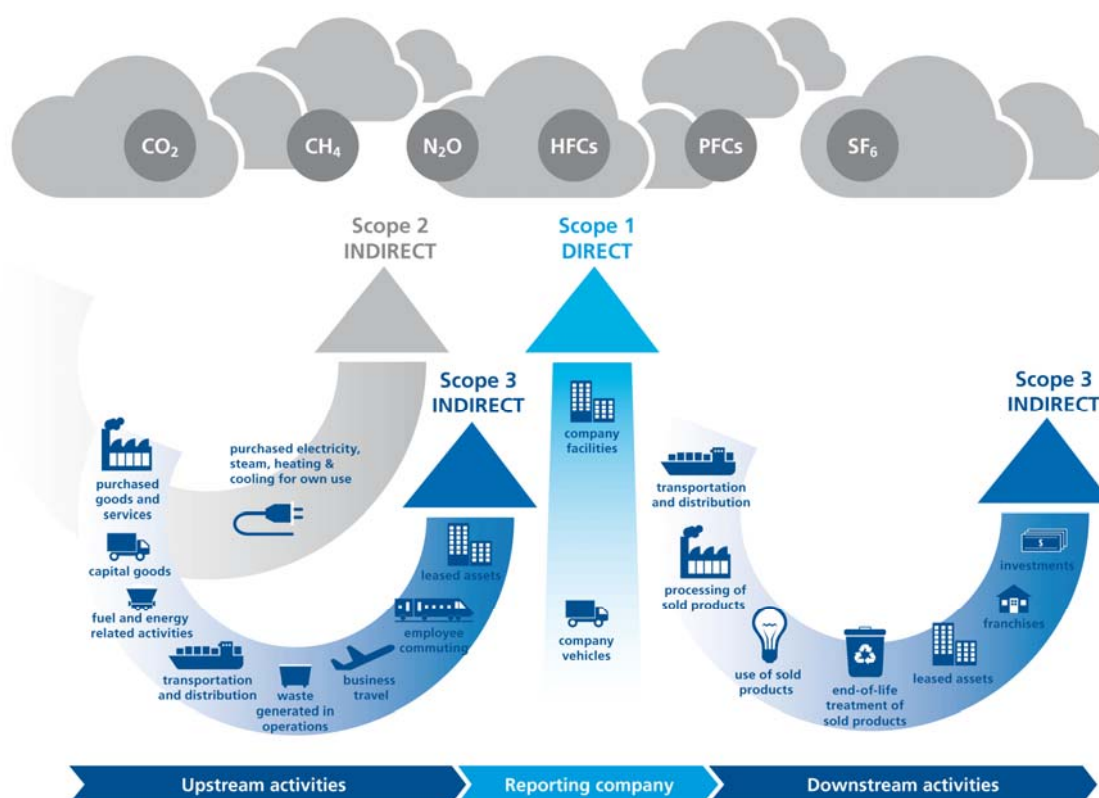 CO₂
CH₄
N₂O
HFCs
PFCs
SF₆
Scope 2
INDIRECT
Scope 1
DIRECT
Scope 3
INDIRECT
Scope 3
INDIRECT
purchased electricity,
steam, heating &
cooling for own use
purchased
goods and
services
capital goods
fuel and energy
related activities
transportation
and distribution
waste
generated in
operations
business
travel
employee
commuting
leased assets
company
facilities
company
vehicles
transportation
and distribution
processing of
sold products
use of sold
products
end-of-life
treatment of
sold products
leased assets
franchises
$
investments
Upstream activities
Reporting company
Downstream activities